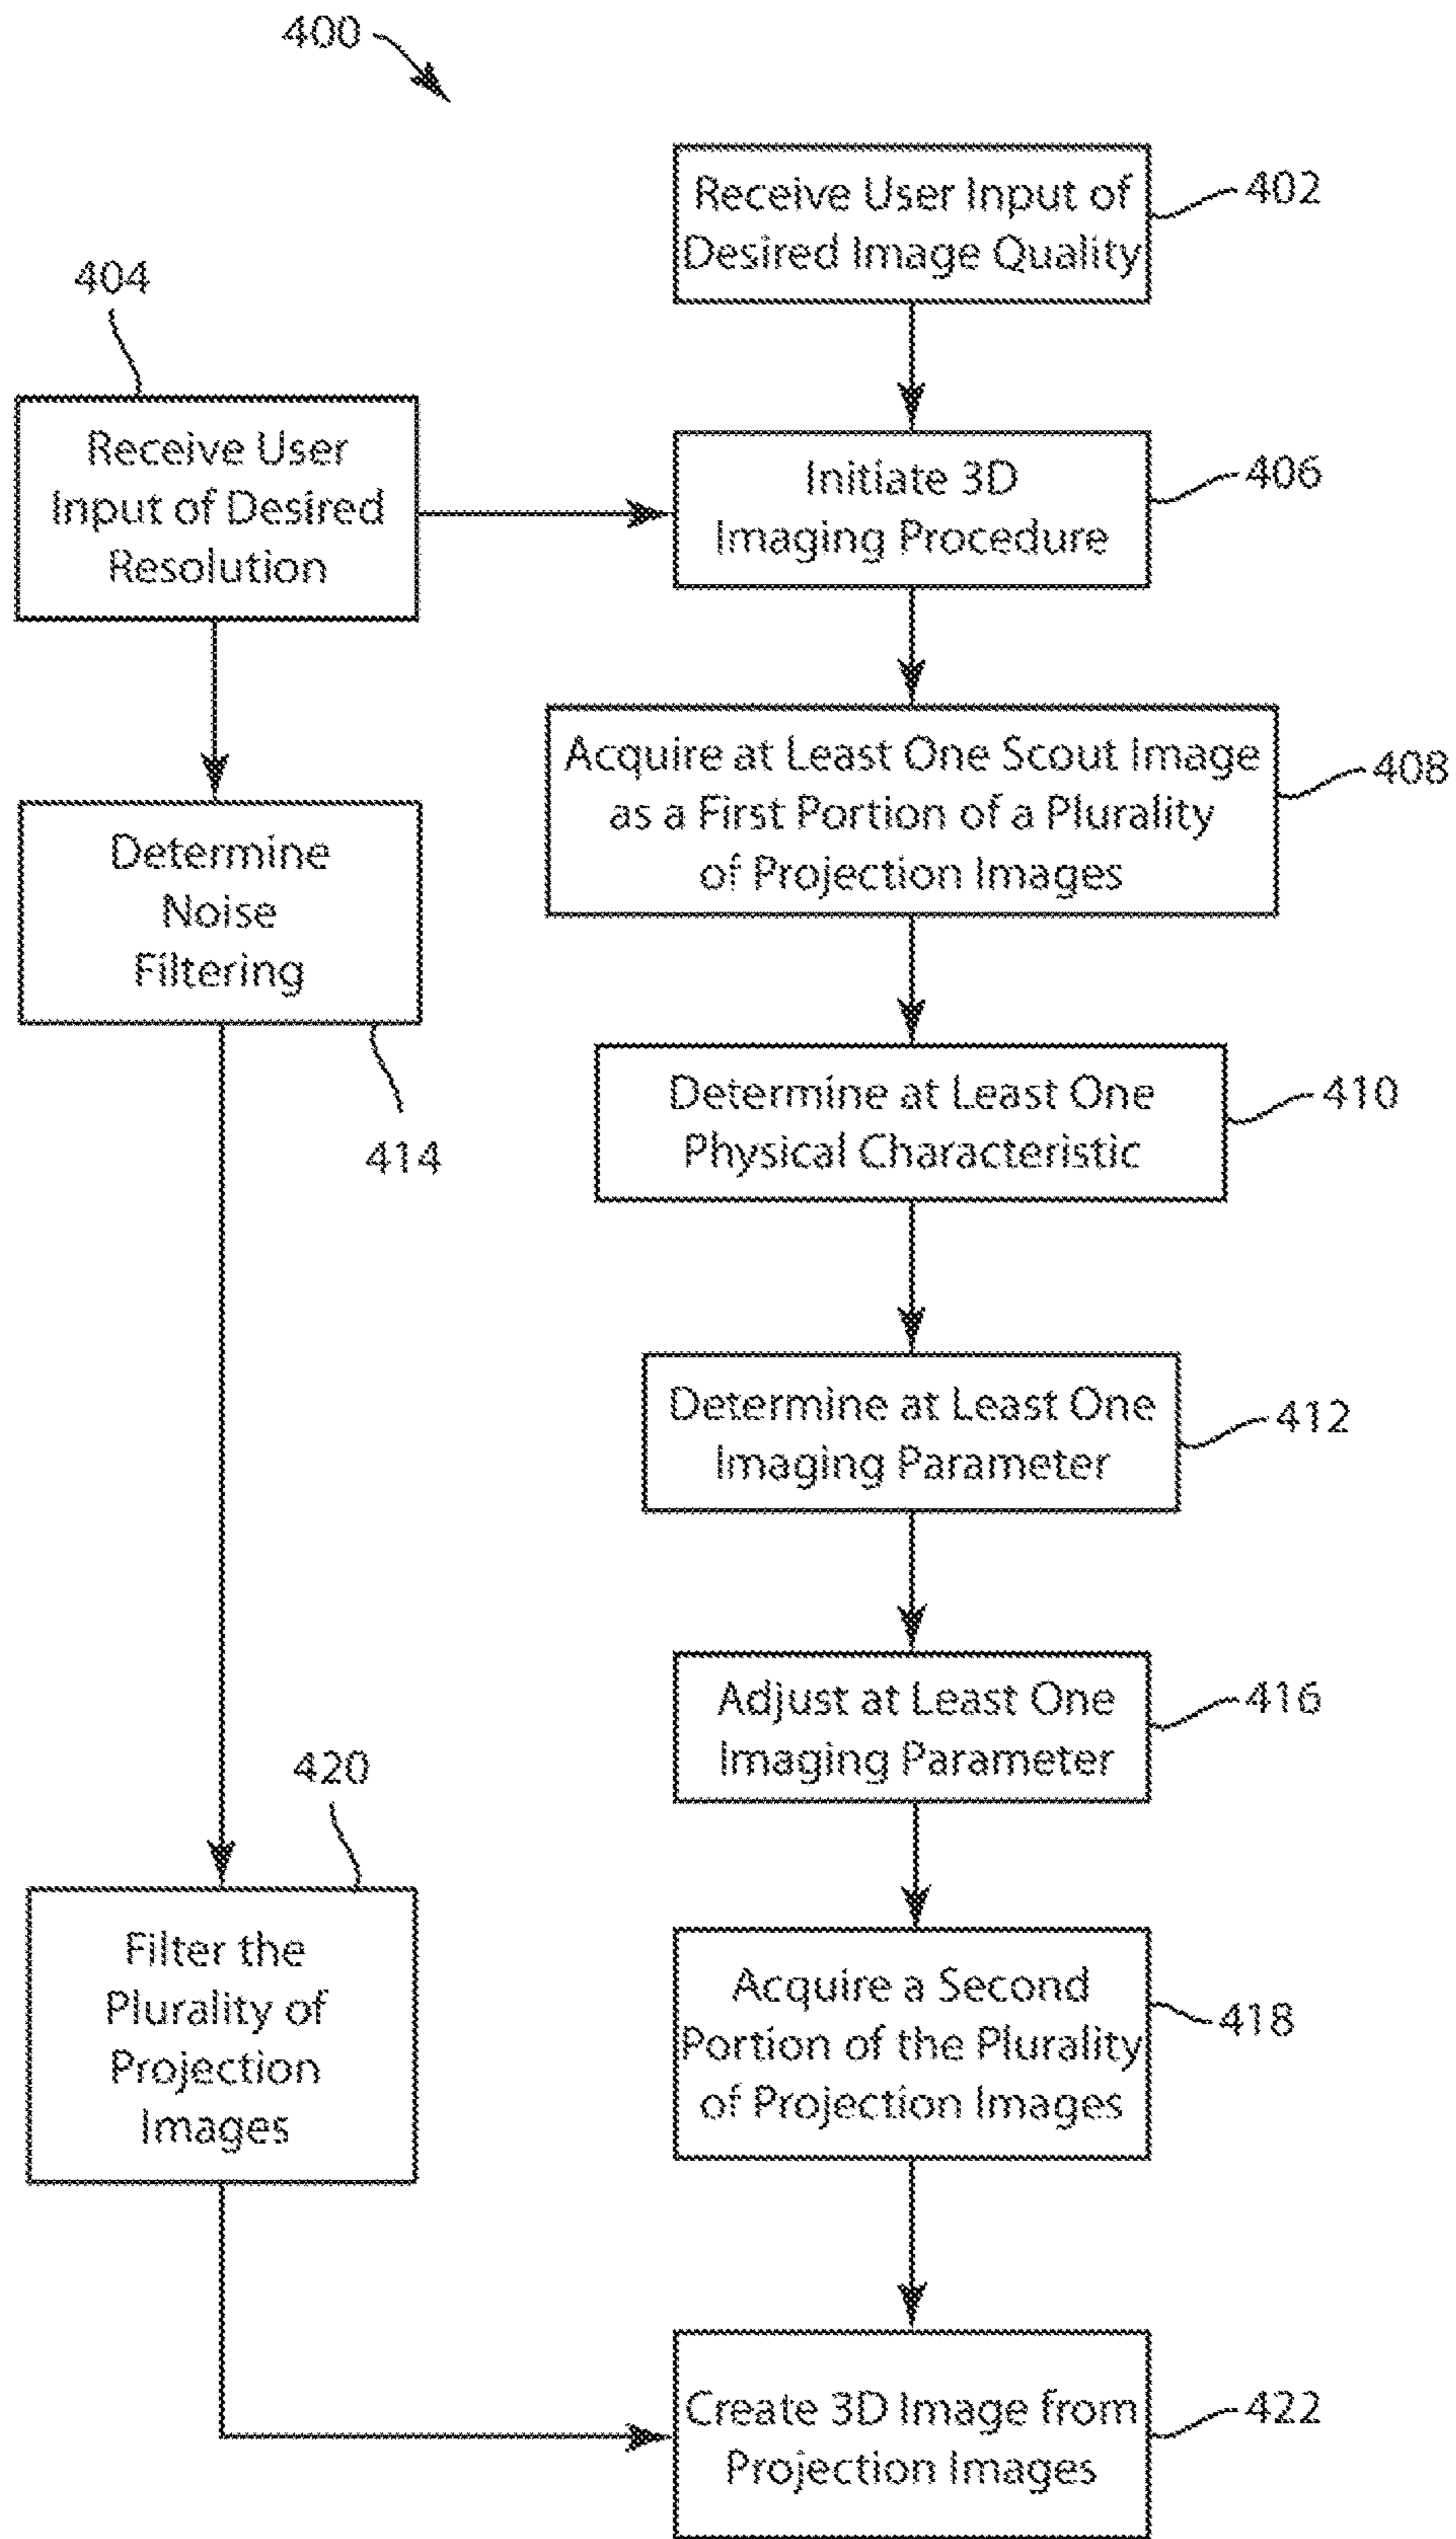 400
Receive User Input of
Desired Image Quality
402
404
Receive User
Input of Desired
Resolution
Initiate 3D
Imaging Procedure
406
Acquire at Least One Scout Image
as a First Portion of a Plurality
of Projection Images
408
Determine
Noise
Filtering
414
Determine at Least One
Physical Characteristic
410
Determine at Least One
Imaging Parameter
412
Adjust at Least One
Imaging Parameter
416
420
Filter the
Plurality of
Projection
Images
Acquire a Second
Portion of the Plurality
of Projection Images
418
Create 3D Image from
Projection Images
422